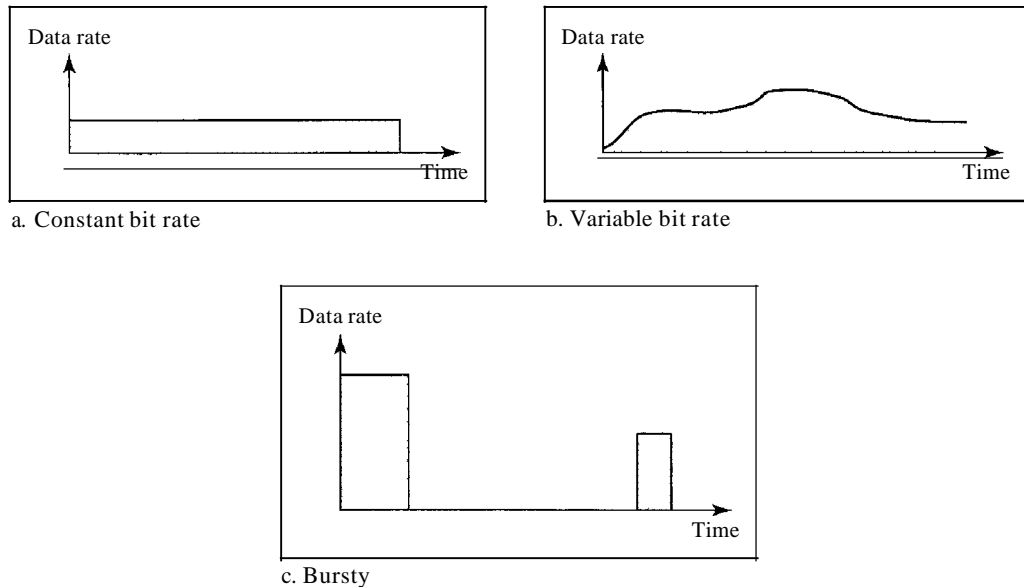 Data rate
Time
a. Constant bit rate
Data rate
Time
b. Variable bit rate
Data rate
Time
c. Bursty